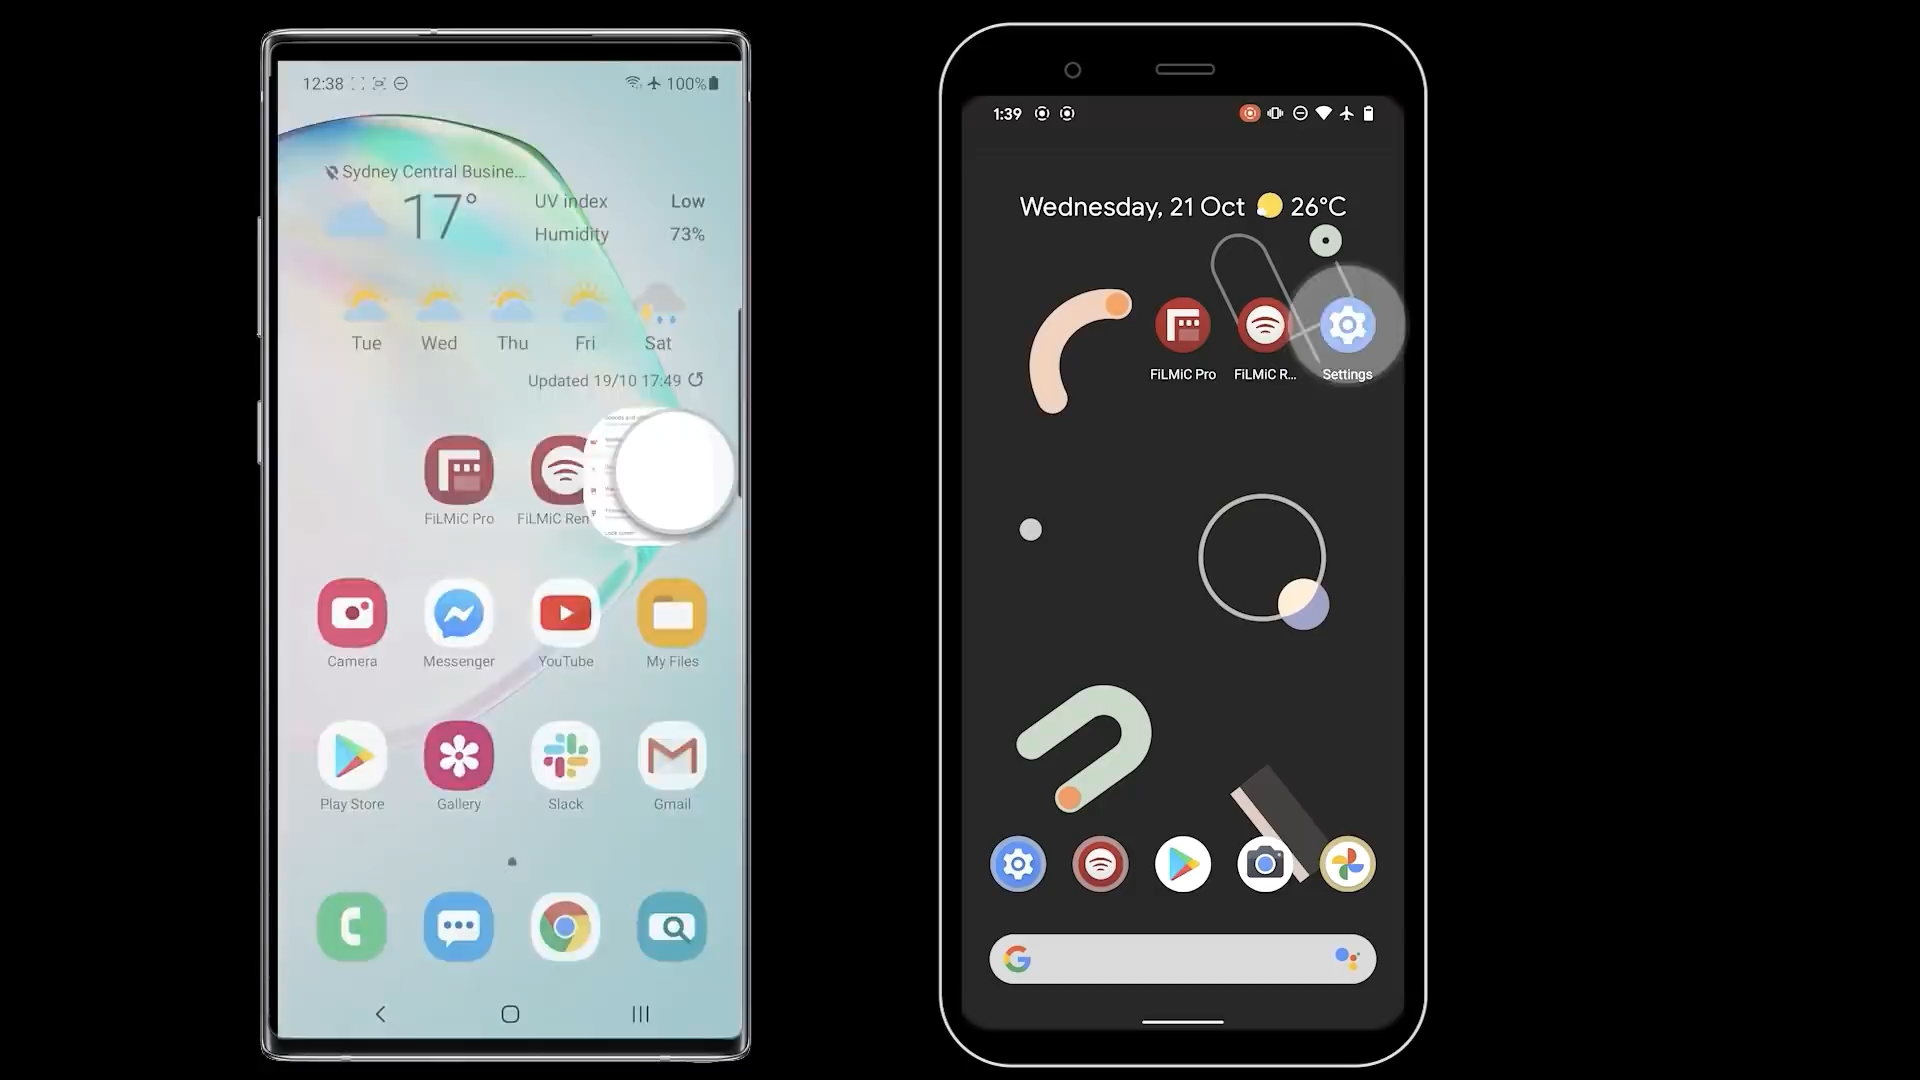 12:38
100%
Sydney Central Busine...
17°
UV index Low
Humidity 73%
Tue Wed Thu Fri Sat
Updated 19/10 17:49
FiLMiC Pro FiLMiC Rem
Camera Messenger YouTube My Files
Play Store Gallery Slack Gmail
1:39
Wednesday, 21 Oct 26°C
FiLMiC Pro FiLMiC R... Settings